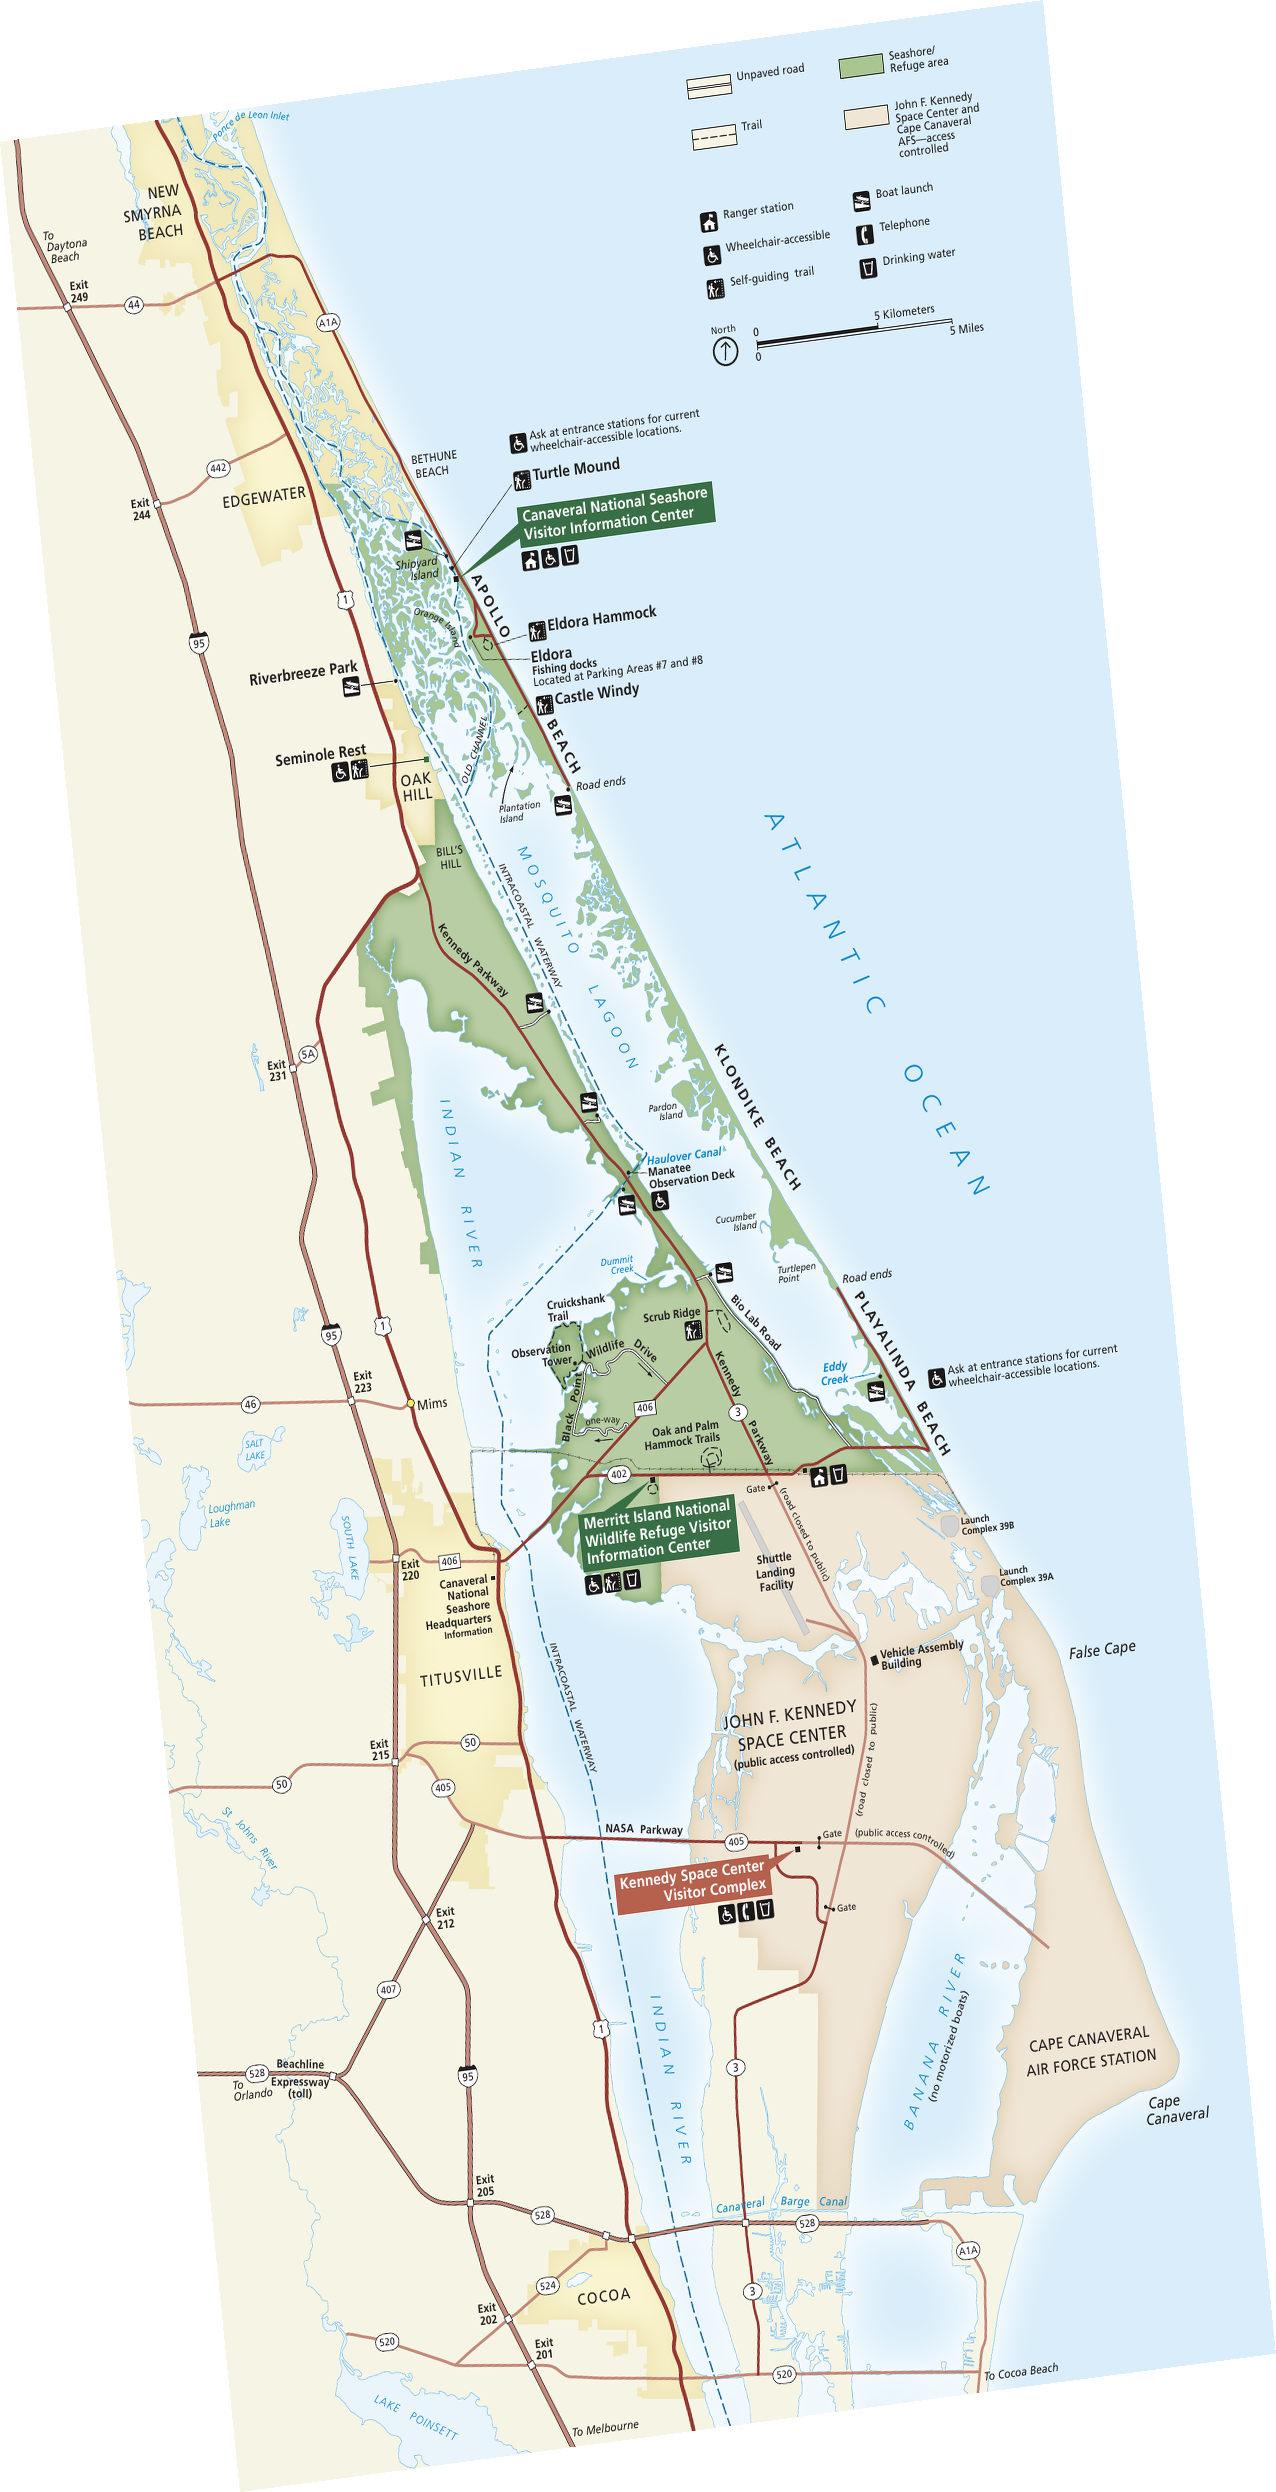 Ponce de Leon Inlet
Unpaved road
Seashore/
Refuge area
Trail
John F. Kennedy
Space Center and
Cape Canaveral
AFS—access
controlled
Ranger station
Boat launch
Wheelchair-accessible
Telephone
Self-guiding trail
Drinking water
North
0
5 Kilometers
0
5 Miles
NEW
SMYRNA
BEACH
To
Daytona
Beach
Exit
249
44
A1A
BETHUNE
BEACH
Ask at entrance stations for current
wheelchair-accessible locations.
Turtle Mound
442
EDGEWATER
Exit
244
Canaveral National Seashore
Visitor Information Center
Shipyard
Island
APOLLO
BEACH
1
95
Orange Island
Eldora Hammock
Eldora
Fishing docks
Located at Parking Areas #7 and #8
Riverbreeze Park
Castle Windy
Seminole Rest
OLD CHANNEL
OAK
HILL
Road ends
Plantation
Island
BILL'S
HILL
MOSQUITO
LAGOON
INTRACOASTAL WATERWAY
ATLANTIC
OCEAN
Kennedy Parkway
5A
Exit
231
INDIAN RIVER
KLONDIKE BEACH
Pardon
Island
Haulover Canal
Manatee
Observation Deck
Cucumber
Island
Dummit
Creek
Turtlepen
Point
Road ends
PLAYALINDA BEACH
Cruickshank
Trail
Scrub Ridge
Bio Lab Road
Observation
Tower
Black Point
Wildlife
Drive
one-way
Kennedy
Parkway
Eddy
Creek
Ask at entrance stations for current
wheelchair-accessible locations.
95
1
Exit
223
46
Mims
406
3
Oak and Palm
Hammock Trails
402
SALT
LAKE
Loughman
Lake
SOUTH LAKE
Gate
(road closed to public)
Merritt Island National
Wildlife Refuge Visitor
Information Center
Launch
Complex 39B
Launch
Complex 39A
Shuttle
Landing
Facility
Exit
220
406
Canaveral
National
Seashore
Headquarters
Information
TITUSVILLE
INTRACOASTAL WATERWAY
Vehicle Assembly
Building
False Cape
JOHN F. KENNEDY
SPACE CENTER
(public access controlled)
(road closed to public)
Exit
215
50
50
405
St Johns River
NASA Parkway
405
Gate
(public access controlled)
Kennedy Space Center
Visitor Complex
Gate
Exit
212
407
INDIAN RIVER
BANANA RIVER
(no motorized boats)
1
3
CAPE CANAVERAL
AIR FORCE STATION
Cape
Canaveral
528
Beachline
Expressway
(toll)
To
Orlando
95
Exit
205
528
Canaveral Barge Canal
528
A1A
524
COCOA
3
Exit
202
Exit
201
520
520
To Cocoa Beach
LAKE POINSETT
To Melbourne